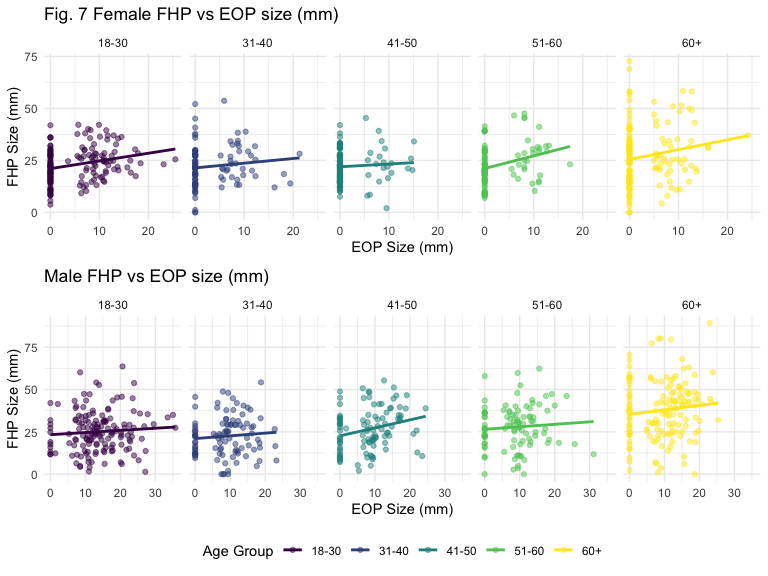 Fig. 7 Female FHP vs EOP size (mm)
18-30 31-40 41-50 51-60 60+
75
50
25
0
FHP Size (mm)
0 10 20 0 10 20 0 10 20 0 10 20 0 10 20
EOP Size (mm)
Male FHP vs EOP size (mm)
18-30 31-40 41-50 51-60 60+
75
50
25
0
FHP Size (mm)
0 10 20 30 0 10 20 30 0 10 20 30 0 10 20 30 0 10 20 30
EOP Size (mm)
Age Group 18-30 31-40 41-50 51-60 60+